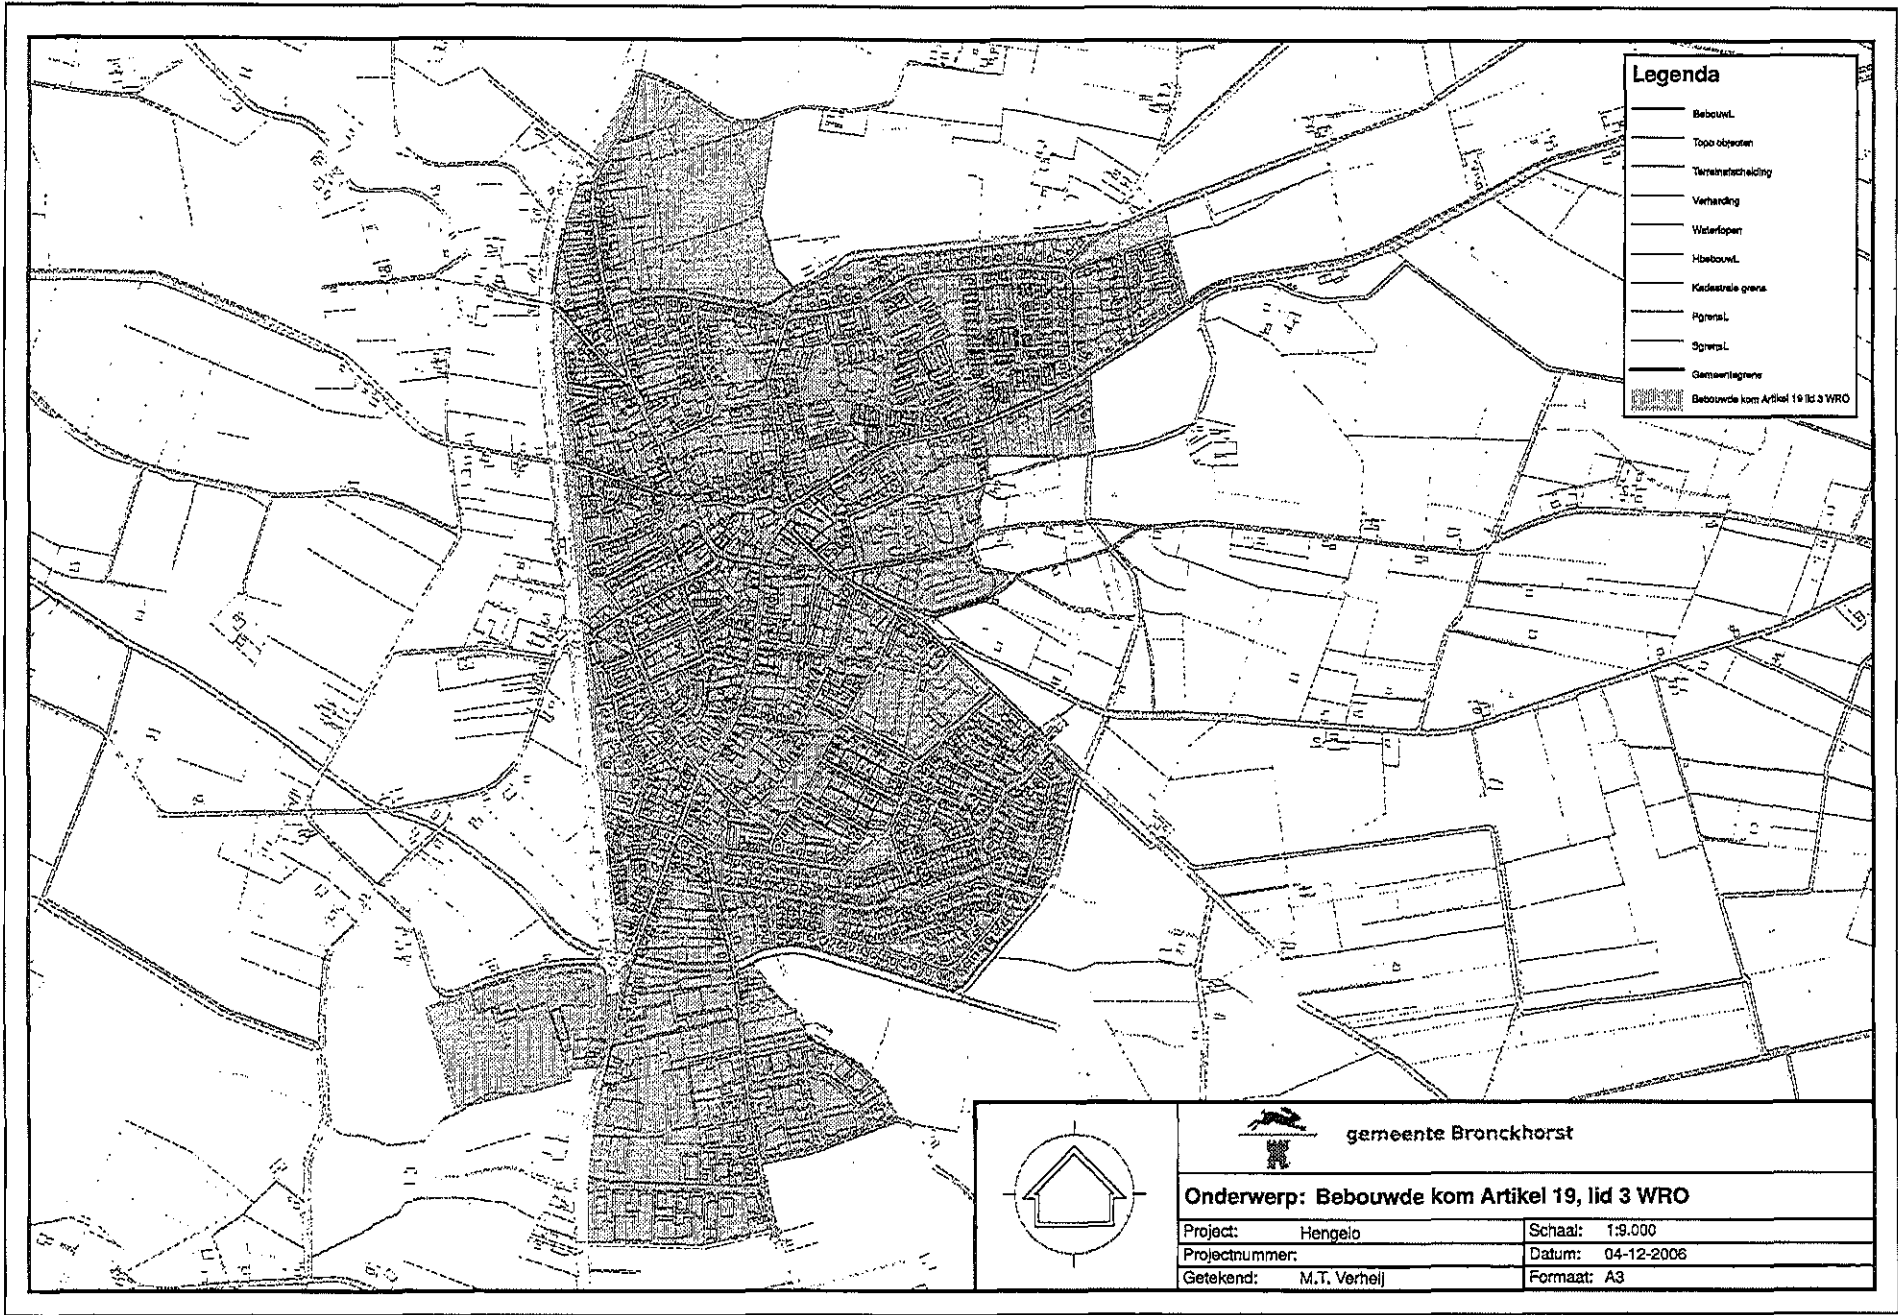 Legenda
BebouwL
Topo objecten
Terreinafscheiding
Verharding
Waterlopen
HbebouwL
Kadastrale grens
PgrensL
SgrensL
Gemeentegrens
Bebouwde kom Artikel 19 lid 3 WRO
gemeente Bronckhorst
Onderwerp: Bebouwde kom Artikel 19, lid 3 WRO
Project: Hengelo
Schaal: 1:9.000
Projectnummer:
Datum: 04-12-2006
Getekend: M.T. Verheij
Formaat: A3